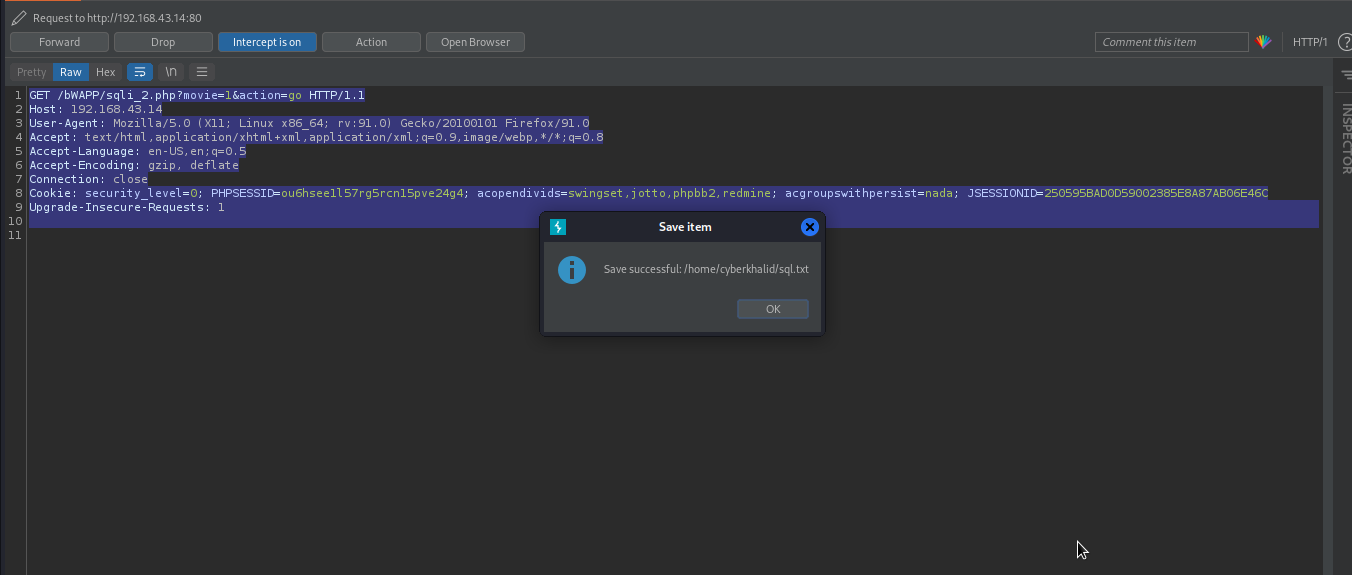 Request to http://192.168.43.14:80
Forward Drop Intercept is on Action Open Browser Comment this item HTTP/1 ?
Pretty Raw Hex \n
1 GET /bWAPP/sqli_2.php?movie=1&action=go HTTP/1.1
2 Host: 192.168.43.14
3 User-Agent: Mozilla/5.0 (X11; Linux x86_64; rv:91.0) Gecko/20100101 Firefox/91.0
4 Accept: text/html,application/xhtml+xml,application/xml;q=0.9,image/webp,*/*;q=0.8
5 Accept-Language: en-US,en;q=0.5
6 Accept-Encoding: gzip, deflate
7 Connection: close
8 Cookie: security_level=0; PHPSESSID=ou6hsee1l57rg5rcn15pve24g4; acopendivids=swingset,jotto,phpbb2,redmine; acgroupswithpersist=nada; JSESSIONID=250595BAD0D59002385E8A87AB06E46C
9 Upgrade-Insecure-Requests: 1
10
11
Save item
Save successful: /home/cyberkhalid/sql.txt
OK
INSPECTOR